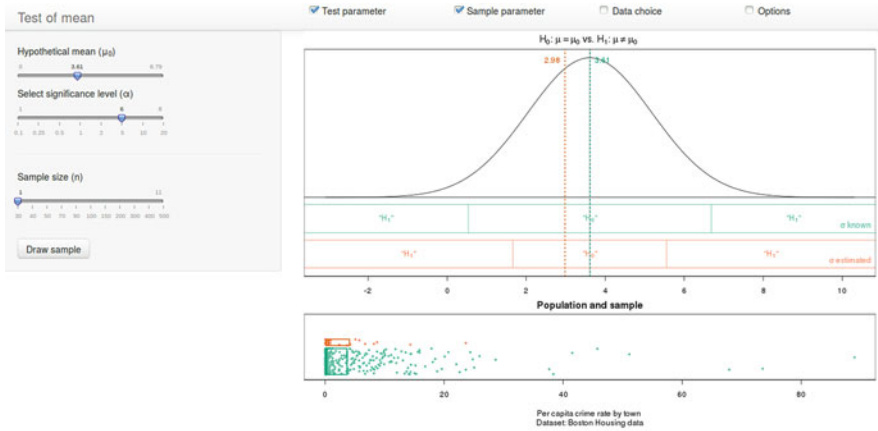 Test of mean
Test parameter
Sample parameter
Data choice
Options
Hypothetical mean (μ₀)
0 3.61 6.79
Select significance level (α)
1 6 8
0.1 0.25 0.5 1 2 5 10 20
Sample size (n)
1 11
30 40 50 70 90 100 150 200 300 400 500
Draw sample
H₀: μ = μ₀ vs. H₁: μ ≠ μ₀
2.98 3.61
"H₁" "H₀" "H₁"
σ known
"H₁" "H₀" "H₁"
σ estimated
-2 0 2 4 6 8 10
Population and sample
0 20 40 60 80
Per capita crime rate by town
Dataset: Boston Housing data